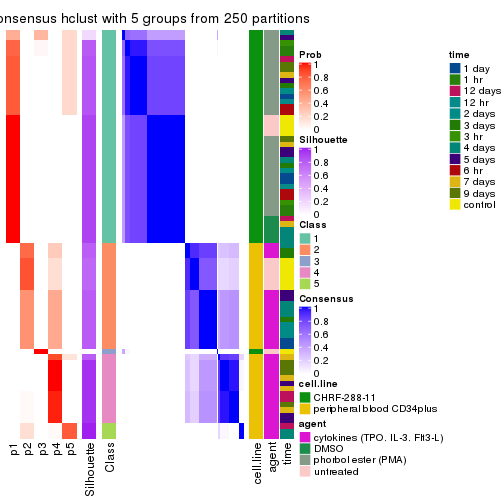 onsensus hclust with 5 groups from 250 partitions
Prob
1
0.8
0.6
0.4
0.2
0
Silhouette
1
0.8
0.6
0.4
0.2
0
Class
1
2
3
4
5
Consensus
1
0.8
0.6
0.4
0.2
0
cell.line
CHRF-288-11
peripheral blood CD34plus
agent
cytokines (TPO, IL-3, Flt3-L)
DMSO
phorbol ester (PMA)
untreated
time
1 day
1 hr
12 days
12 hr
2 days
3 days
3 hr
4 days
5 days
6 hr
7 days
9 days
control
p1
p2
p3
p4
p5
Silhouette
Class
cell.line
agent
time